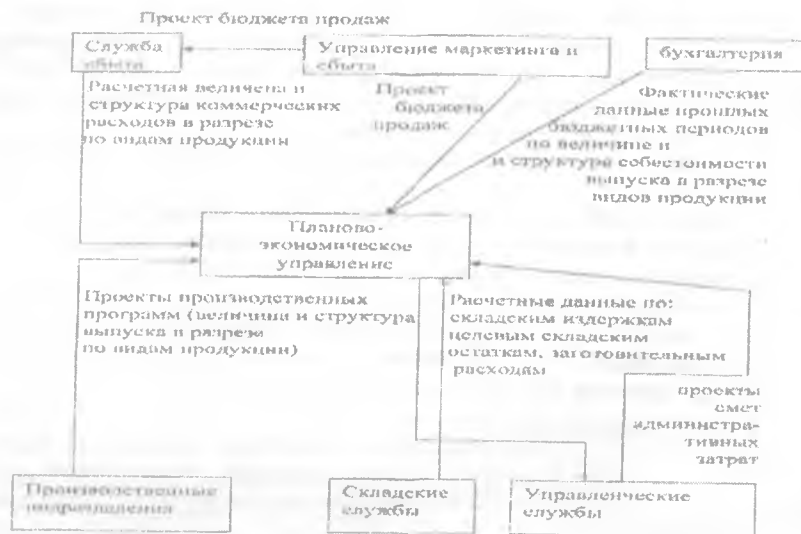 Проект бюджета продаж
Служба
сбыта
Управление маркетинга и
сбыта
бухгалтерия
Расчетная величена и
структура коммерческих
расходов в разрезе
по видам продукции
Проект
бюджета
продаж
Фактические
данные прошлых
бюджетных периодов
по величине и
и структура себестоимости
выпуска в разрезе
видов продукции
Планово-
экономическое
управление
Проекты производственных
программ (величина и структура
выпуска в разрезе
по видам продукции)
Расчетные данные по:
складским издержкам
целевым складским
остаткам, заготовительным
расходам
проекты
смет
администра-
тивных
затрат
Производственные
подразделения
Складские
службы
Управленческие
службы